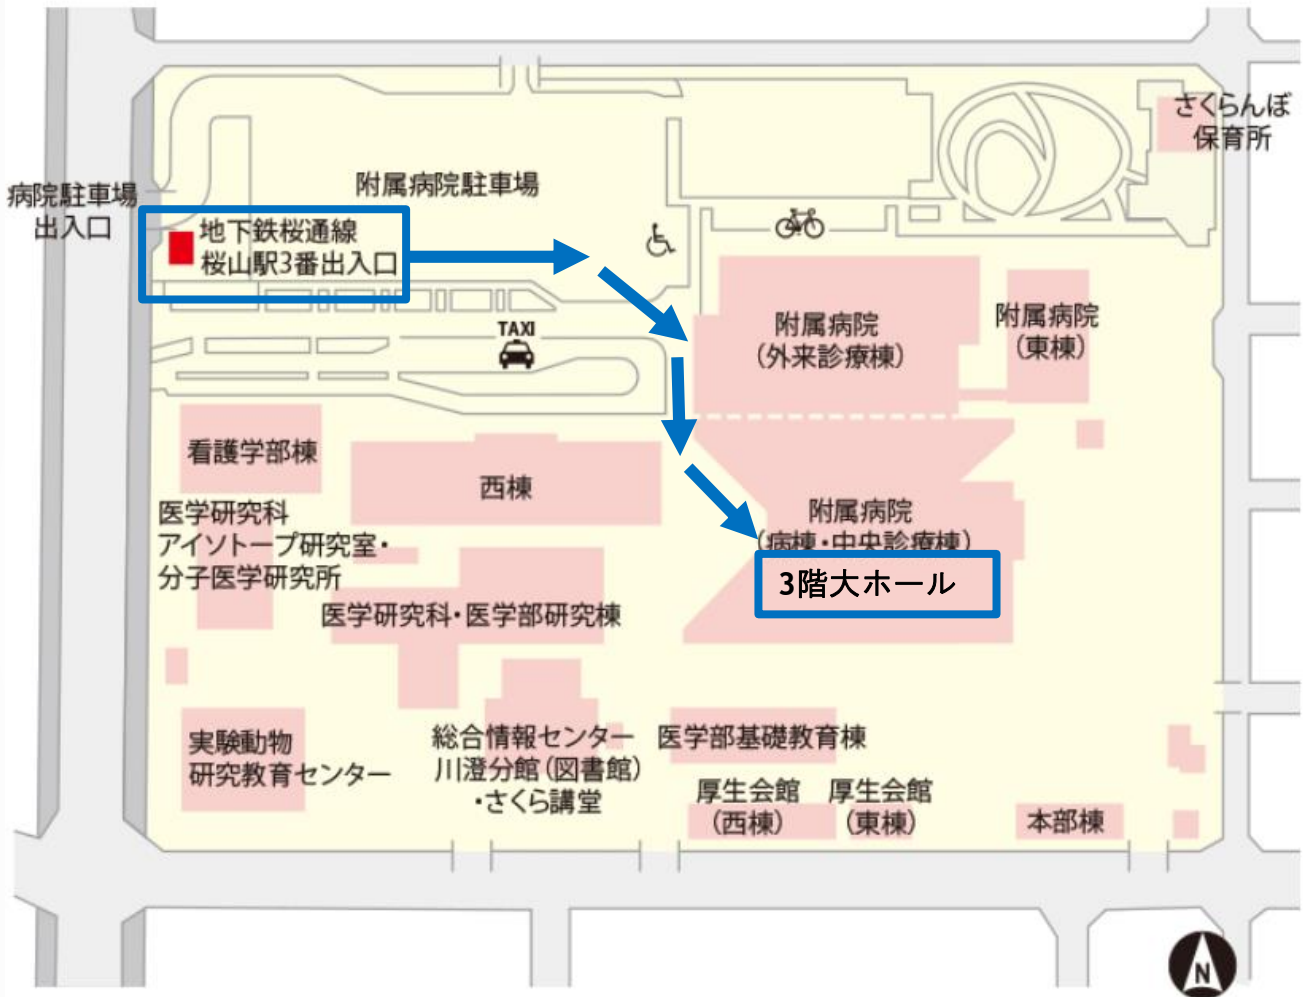 さくらんぼ
保育所
病院駐車場
出入口
附属病院駐車場
地下鉄桜通線
桜山駅3番出入口
TAXI
附属病院
(外来診療棟)
附属病院
(東棟)
看護学部棟
西棟
医学研究科
アイソトープ研究室・
分子医学研究所
附属病院
(病棟・中央診療棟)
3階大ホール
医学研究科・医学部研究棟
実験動物
研究教育センター
総合情報センター
川澄分館(図書館)
・さくら講堂
医学部基礎教育棟
厚生会館
(西棟)
厚生会館
(東棟)
本部棟
N